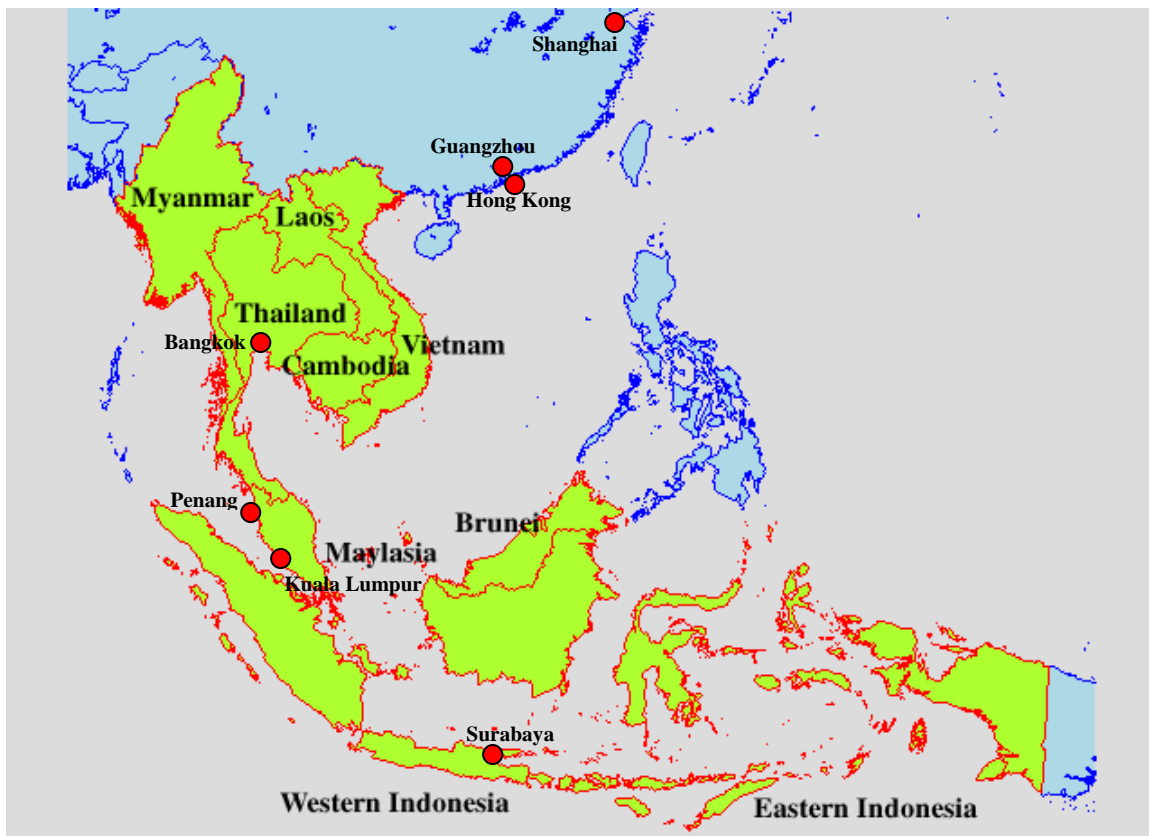 Shanghai
Guangzhou
Hong Kong
Myanmar
Laos
Thailand
Bangkok
Vietnam
Cambodia
Penang
Brunei
Maylasia
Kuala Lumpur
Surabaya
Western Indonesia
Eastern Indonesia